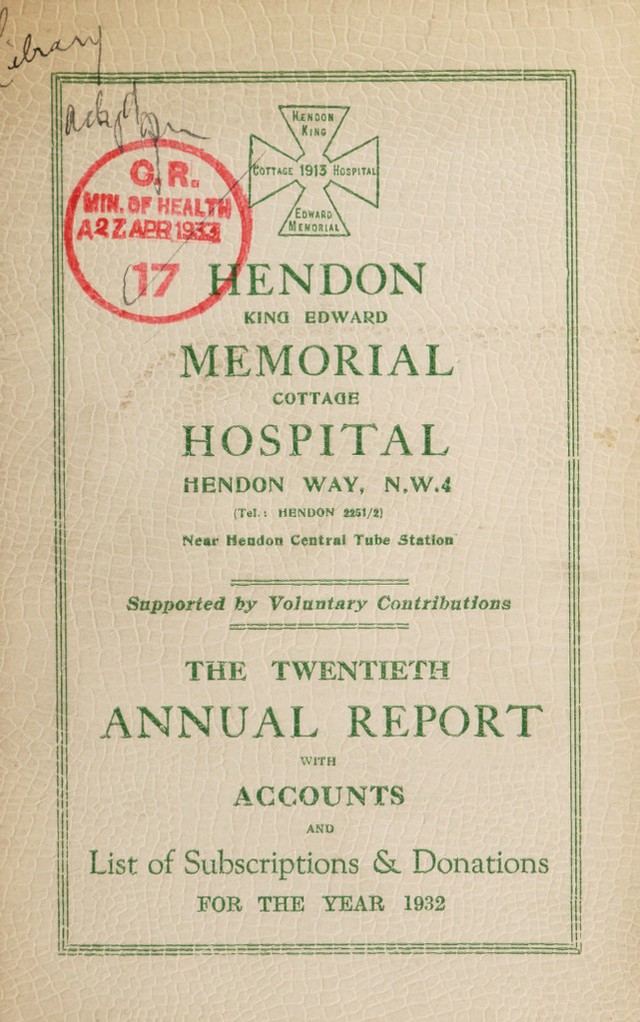 Library
HENDON
KING
COTTAGE 1913 HOSPITAL
EDWARD
MEMORIAL
G.R.
MIN. OF HEALTH
A27 APR 1933
17
HENDON
KING EDWARD
MEMORIAL
COTTAGE
HOSPITAL
HENDON WAY, N.W.4
(Tel.: HENDON 2251/2)
Near Hendon Central Tube Station
Supported by Voluntary Contributions
THE TWENTIETH
ANNUAL REPORT
WITH
ACCOUNTS
AND
List of Subscriptions & Donations
FOR THE YEAR 1932